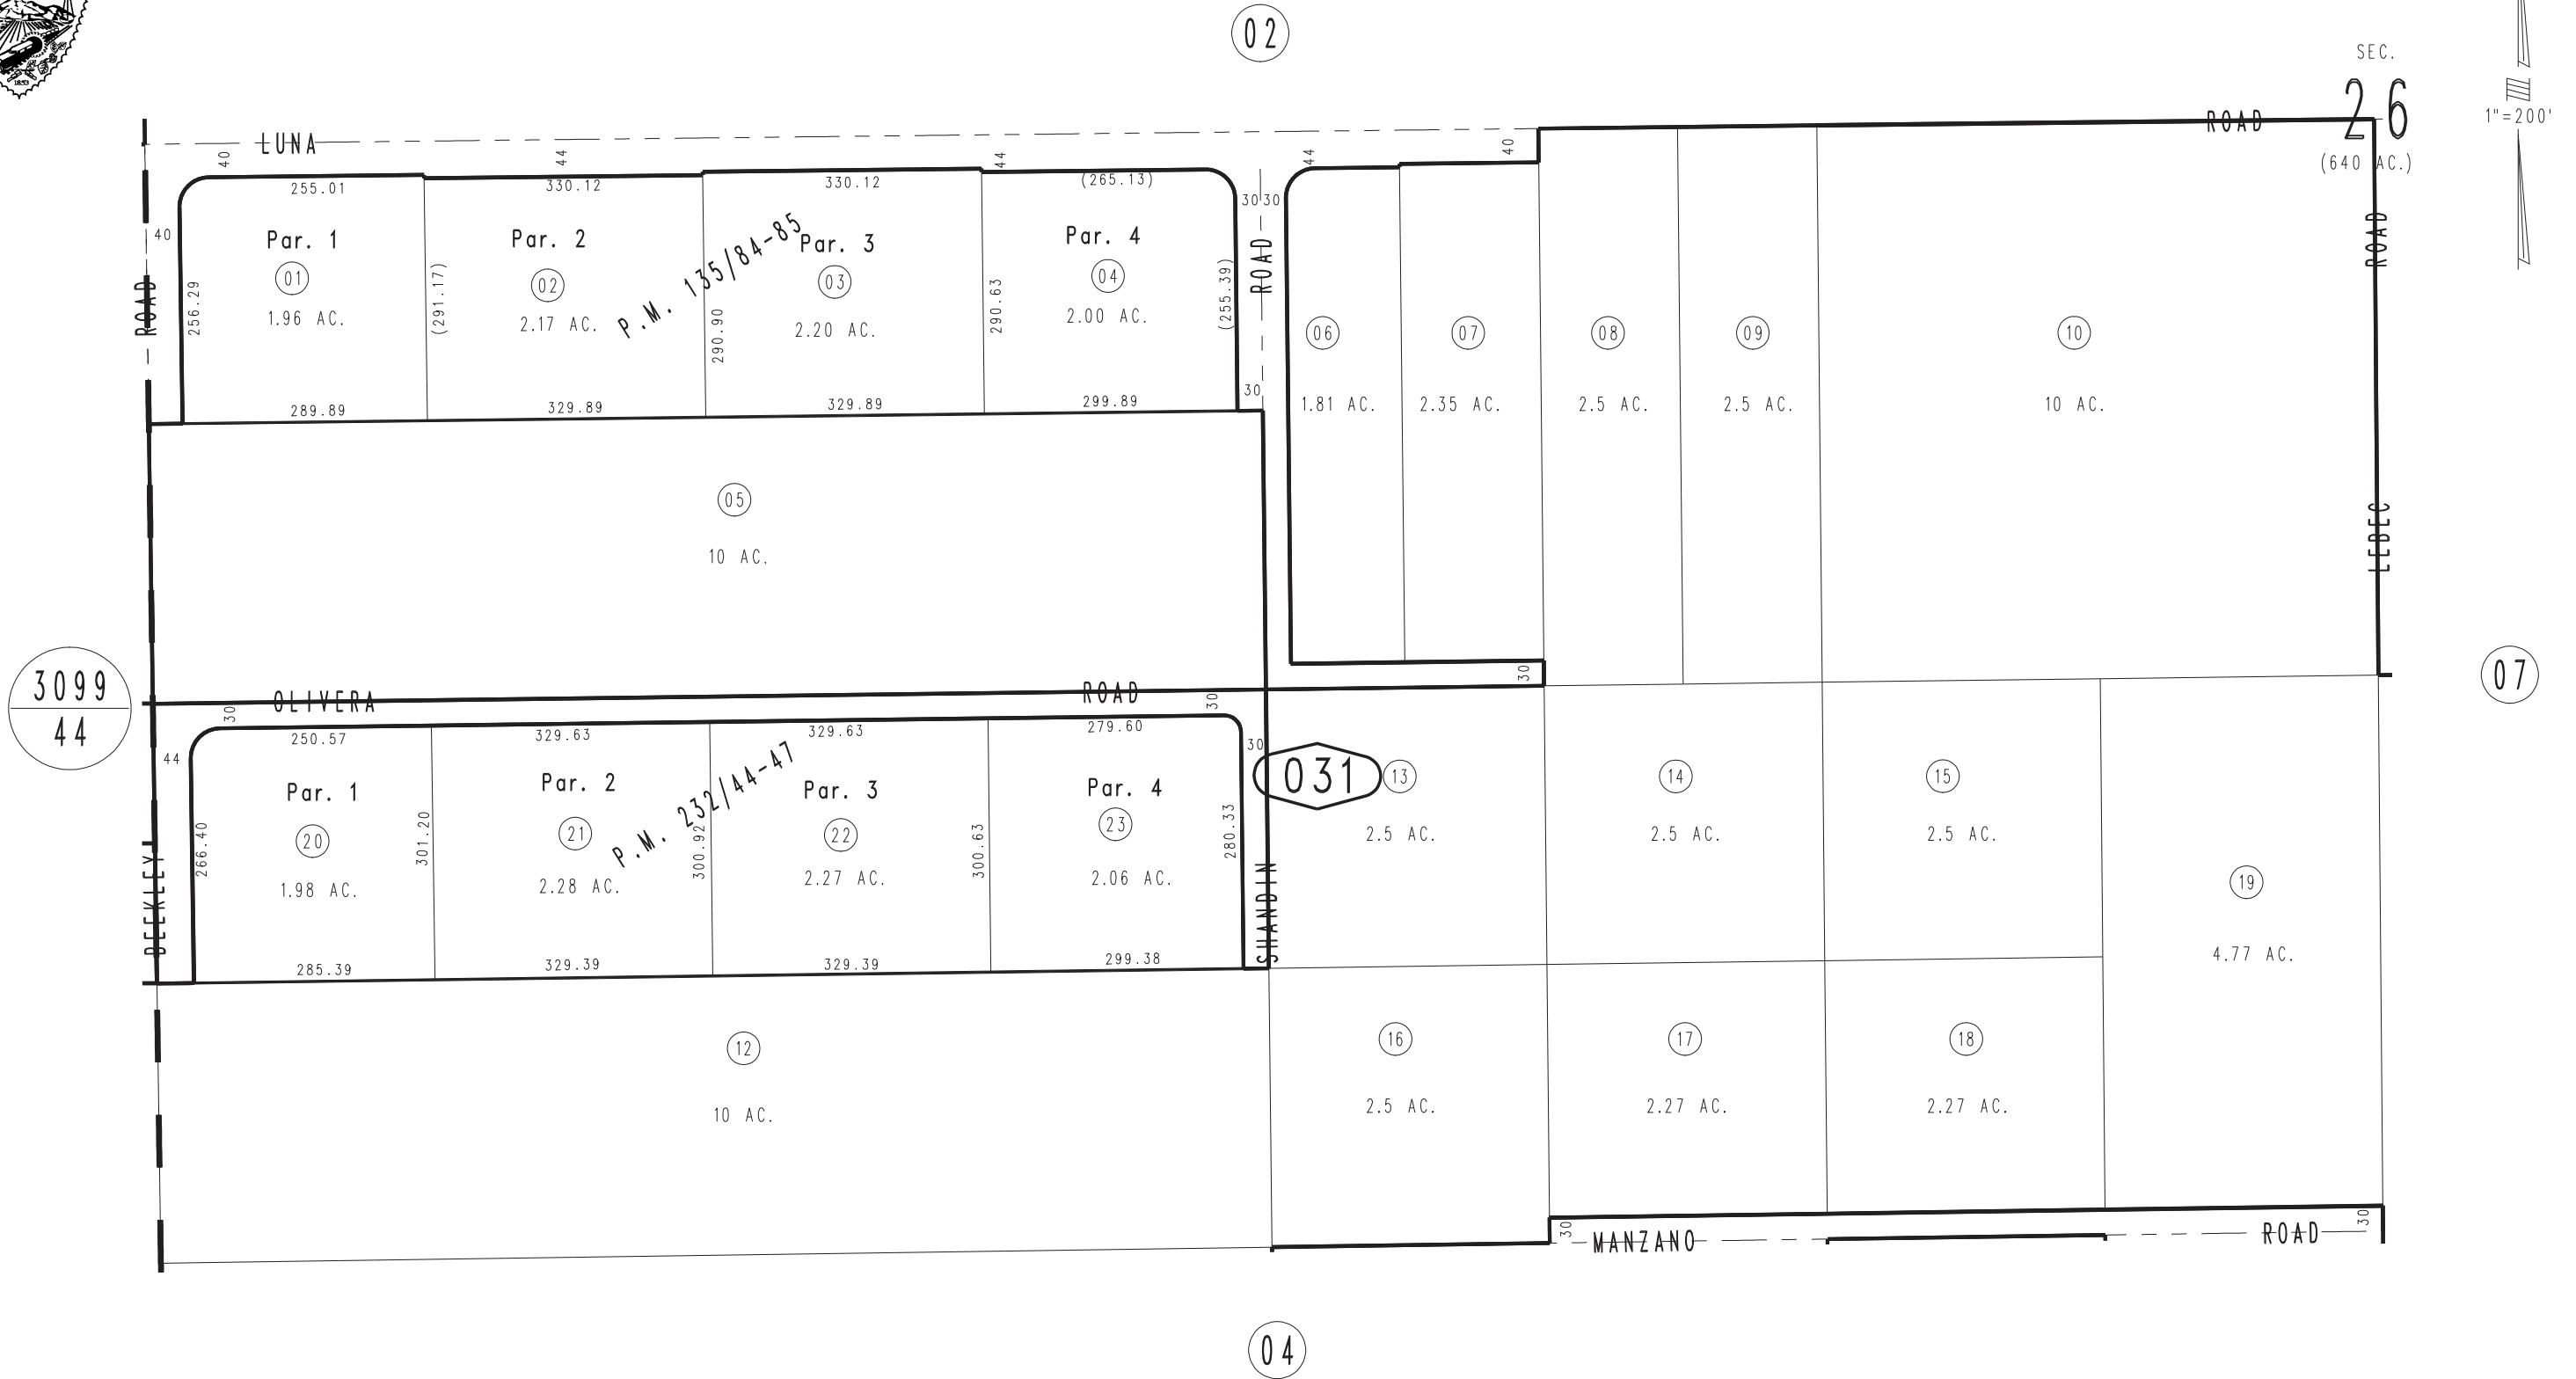 02
SEC.
26
(640 AC.)
1"=200'
1853
LUNA
ROAD
40
44
44
44
40
255.01
330.12
330.12
(265.13)
30 30
40
ROAD
256.29
Par. 1
01
1.96 AC.
(291.17)
Par. 2
02
2.17 AC.
P.M. 135/84-85
290.90
Par. 3
03
2.20 AC.
290.63
Par. 4
04
2.00 AC.
(255.39)
ROAD
30
289.89
329.89
329.89
299.89
06
1.81 AC.
07
2.35 AC.
08
2.5 AC.
09
2.5 AC.
10
10 AC.
ROAD
LEBEC
05
10 AC.
30
3099
44
07
OLIVERA
ROAD
30
30
250.57
329.63
329.63
279.60
44
30
266.40
Par. 1
20
1.98 AC.
301.20
Par. 2
21
2.28 AC.
P.M. 232/44-47
300.92
Par. 3
22
2.27 AC.
300.63
Par. 4
23
2.06 AC.
280.33
BEEKLEY
SHANDIN
285.39
329.39
329.39
299.38
031
13
2.5 AC.
14
2.5 AC.
15
2.5 AC.
19
4.77 AC.
12
10 AC.
16
2.5 AC.
17
2.27 AC.
18
2.27 AC.
30
MANZANO
ROAD
30
04